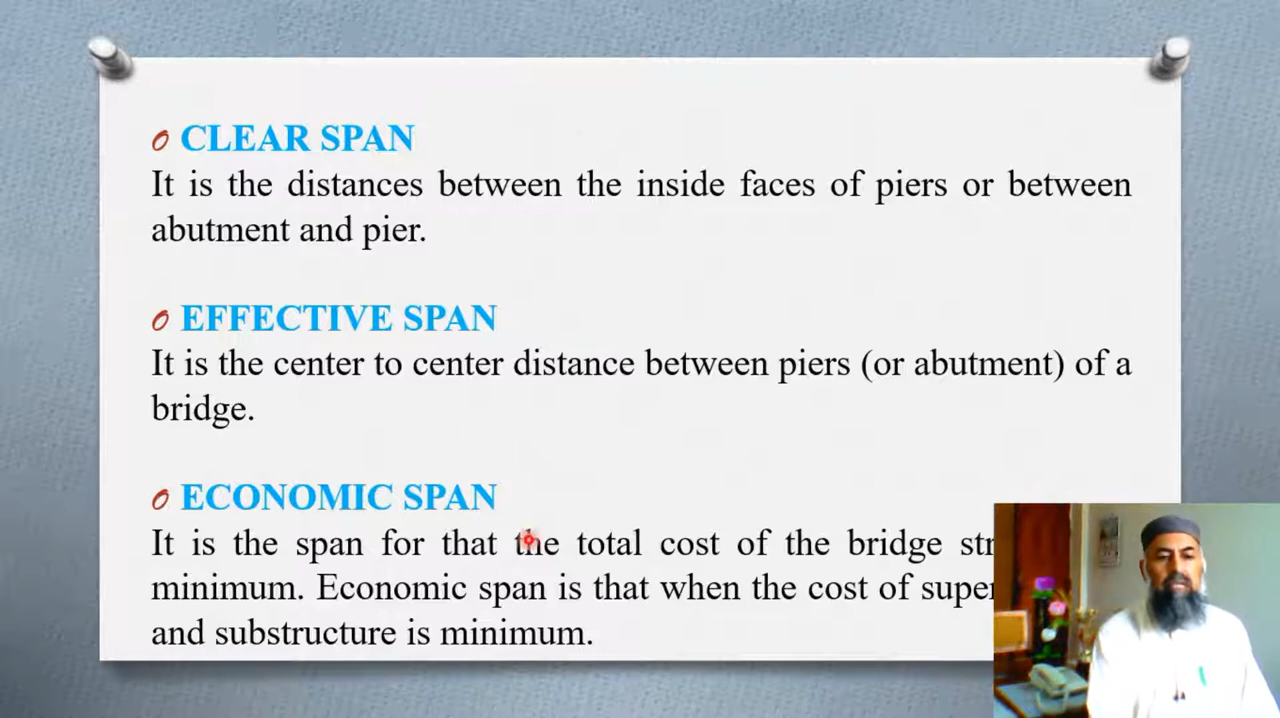 CLEAR SPAN
It is the distances between the inside faces of piers or between
abutment and pier.
EFFECTIVE SPAN
It is the center to center distance between piers (or abutment) of a
bridge.
ECONOMIC SPAN
It is the span for that the total cost of the bridge
minimum. Economic span is that when the cost of
and substructure is minimum.